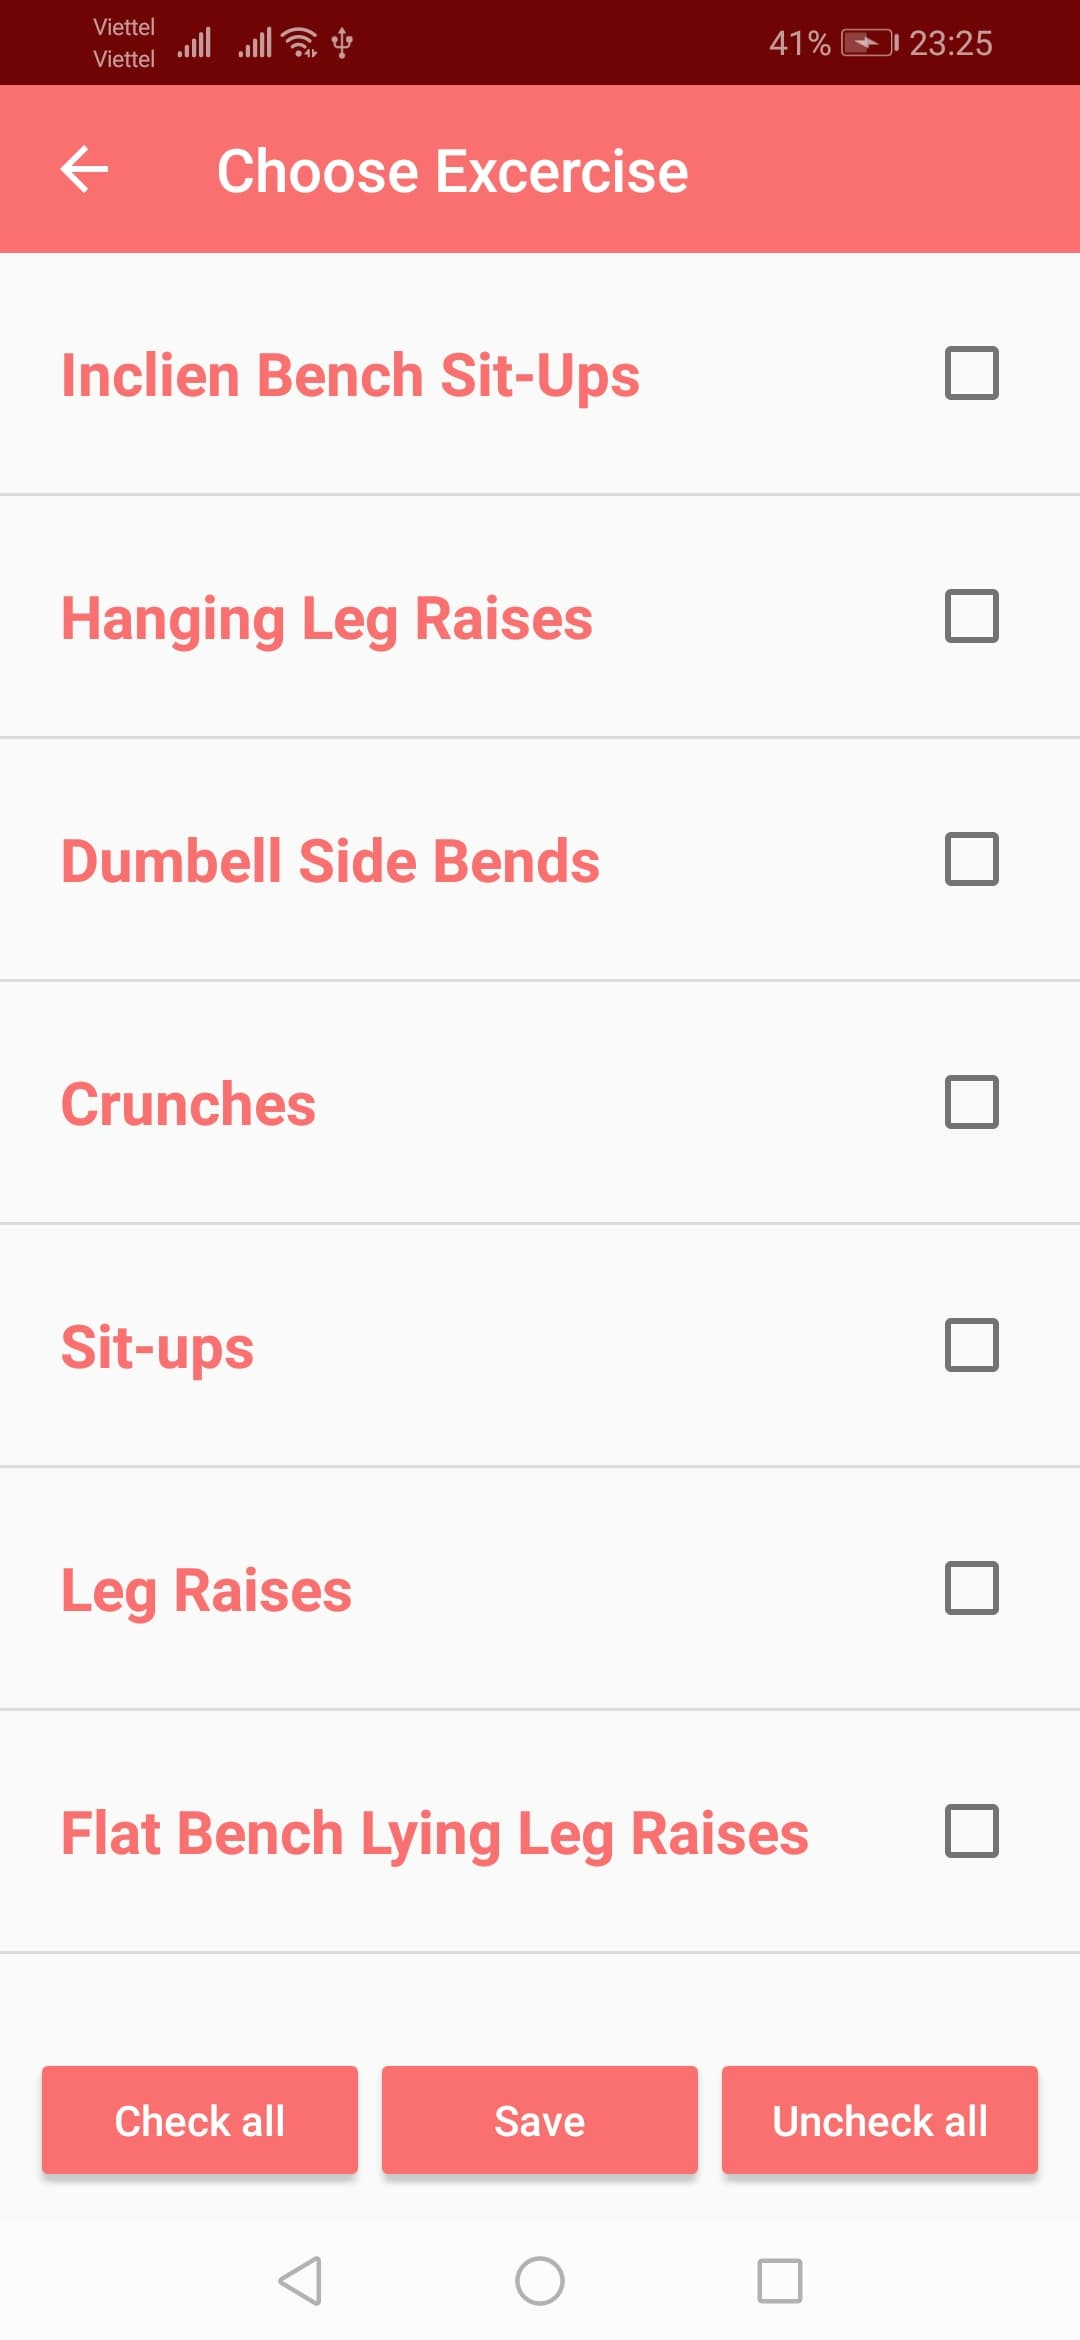 Viettel
Viettel
41% 23:25
Choose Excercise
Inclien Bench Sit-Ups
Hanging Leg Raises
Dumbell Side Bends
Crunches
Sit-ups
Leg Raises
Flat Bench Lying Leg Raises
Check all Save Uncheck all